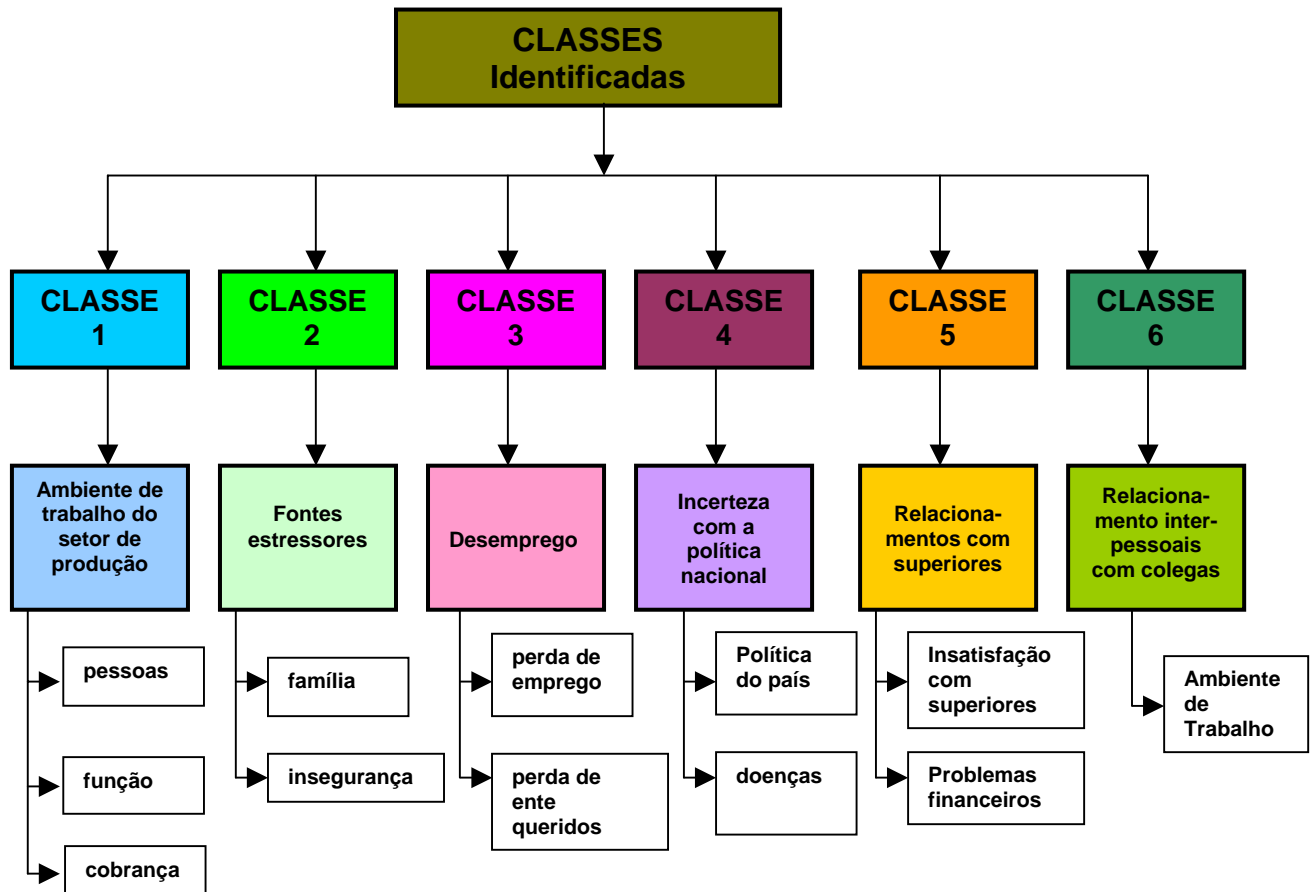 CLASSES
Identificadas
CLASSE
1
CLASSE
2
CLASSE
3
CLASSE
4
CLASSE
5
CLASSE
6
Ambiente de
trabalho do
setor de
produção
Fontes
estressores
Desemprego
Incerteza
com a
política
nacional
Relaciona-
mentos com
superiores
Relaciona-
mento inter-
pessoais
com colegas
pessoas
função
cobrança
família
insegurança
perda de
emprego
perda de
ente
queridos
Política
do país
doenças
Insatisfação
com
superiores
Problemas
financeiros
Ambiente
de
Trabalho